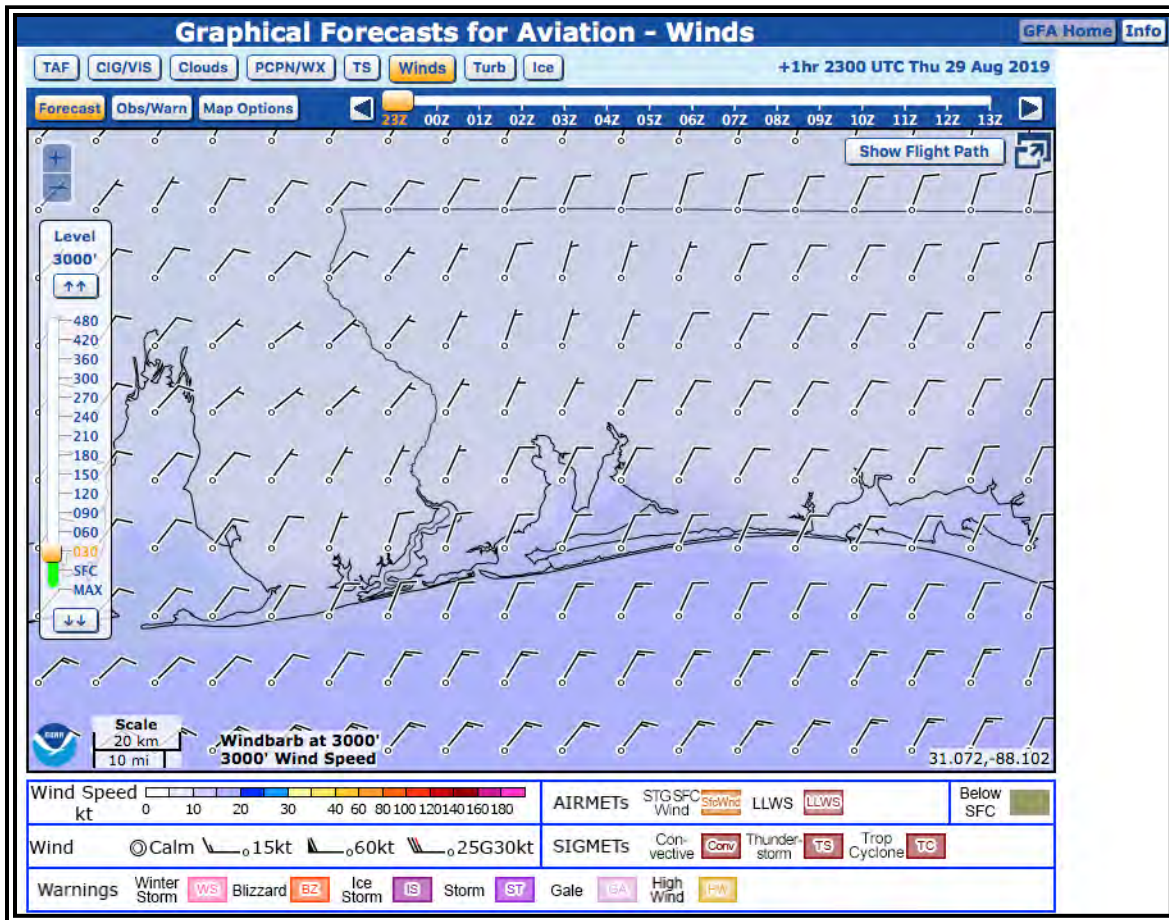 Graphical Forecasts for Aviation - Winds
GFA Home Info
TAF CIG/VIS Clouds PCPN/WX TS Winds Turb Ice
+1hr 2300 UTC Thu 29 Aug 2019
Forecast Obs/Warn Map Options
23Z 00Z 01Z 02Z 03Z 04Z 05Z 06Z 07Z 08Z 09Z 10Z 11Z 12Z 13Z
Show Flight Path
Level
3000'
480
420
360
300
270
240
210
180
150
120
090
060
030
SFC
MAX
Scale
20 km
10 mi
Windbarb at 3000'
3000' Wind Speed
31.072,-88.102
Wind Speed
kt
0 10 20 30 40 60 80 100 120 140 160 180
AIRMETs STG SFC Wind SfcWnd LLWS LLWS
Below SFC
Wind Calm 15kt 60kt 25G30kt
SIGMETs Con-vective Conv Thunder-storm TS Trop Cyclone TC
Warnings Winter Storm WS Blizzard BZ Ice Storm IS Storm ST Gale GA High Wind HW